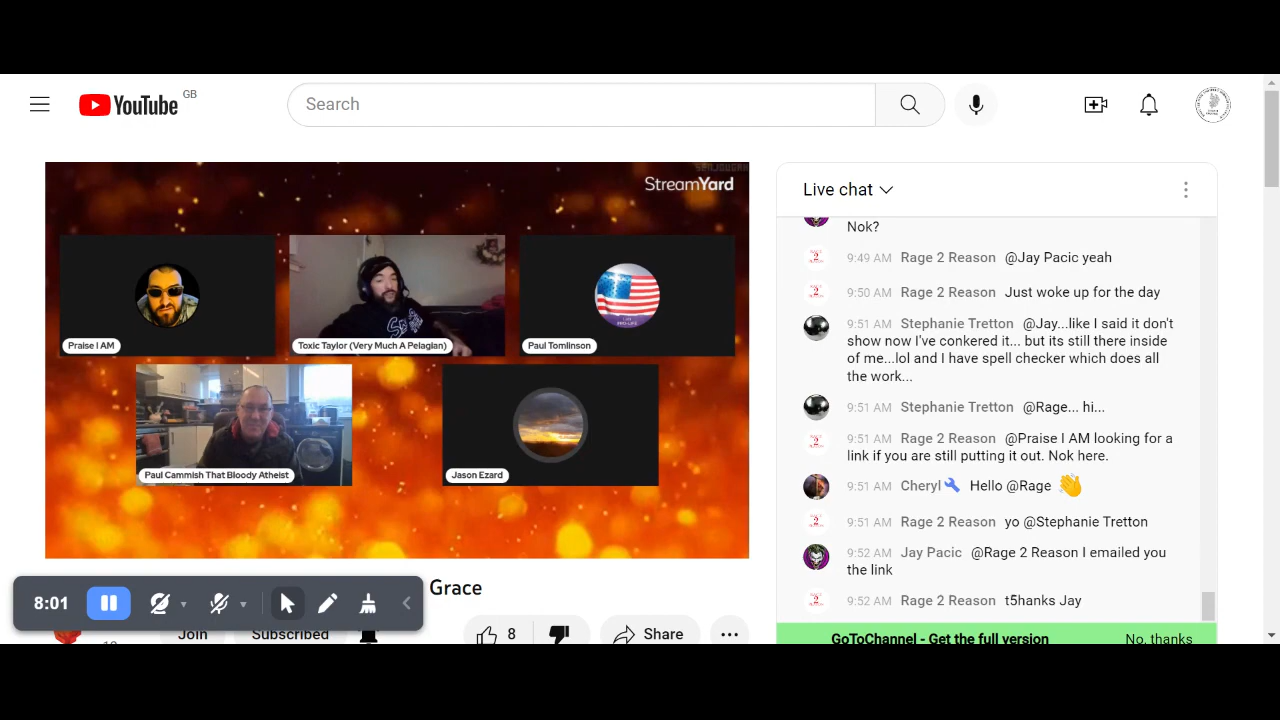 YouTube GB
Search
StreamYard
Praise I AM
Toxic Taylor (Very Much A Pelagian)
Paul Tomlinson
Paul Cammish That Bloody Atheist
Jason Ezard
Grace
8:01
Join
Subscribed
8
Share
Live chat
Nok?
9:49 AM Rage 2 Reason @Jay Pacic yeah
9:50 AM Rage 2 Reason Just woke up for the day
9:51 AM Stephanie Tretton @Jay...like I said it don't
show now I've conkered it... but its still there inside
of me...lol and I have spell checker which does all
the work...
9:51 AM Stephanie Tretton @Rage... hi...
9:51 AM Rage 2 Reason @Praise I AM looking for a
link if you are still putting it out. Nok here.
9:51 AM Cheryl Hello @Rage
9:51 AM Rage 2 Reason yo @Stephanie Tretton
9:52 AM Jay Pacic @Rage 2 Reason I emailed you
the link
9:52 AM Rage 2 Reason t5hanks Jay
GoToChannel - Get the full version No, thanks